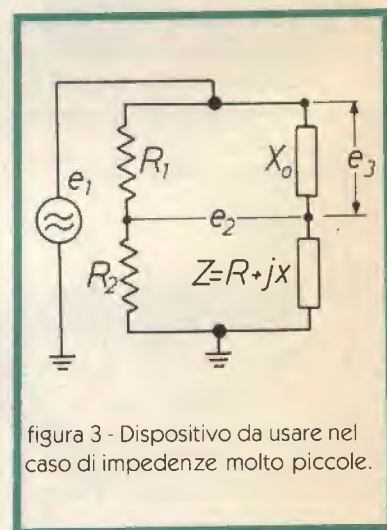 e₁
R₁
X₀
e₃
e₂
R₂
Z=R+jx
figura 3 - Dispositivo da usare nel
caso di impedenze molto piccole.